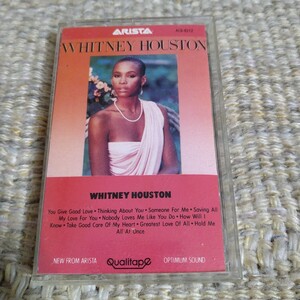 ARISTA
WHITNEY HOUSTON
WHITNEY HOUSTON
You Give Good Love • Thinking About You • Someone For Me • Saving All
My Love For You • Nobody Loves Me Like You Do • How Will I
Know • Take Good Care Of My Heart • Greatest Love Of All • Hold Me
All At once
NEW FROM ARISTA
Qualitape
OPTIMUM SOUND